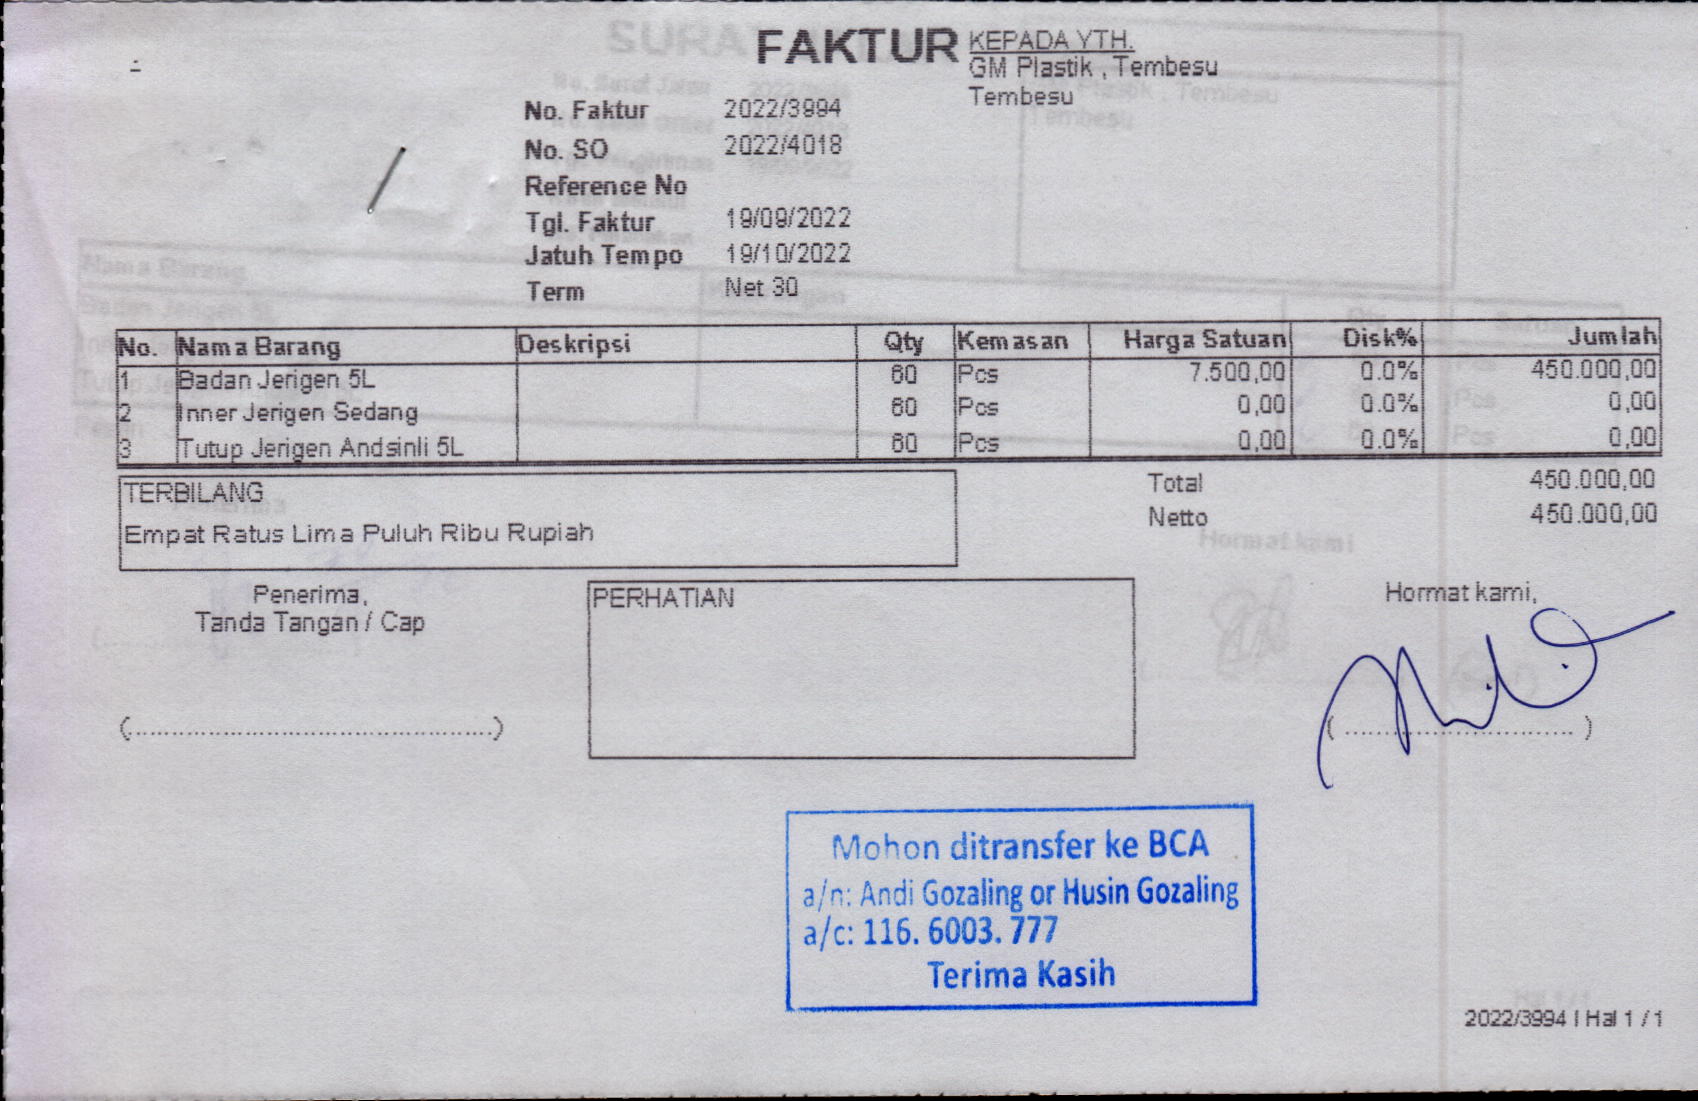 FAKTUR
KEPADA YTH.
GM Plastik , Tembesu
Tembesu
No. Faktur 2022/3994
No. SO 2022/4018
Reference No
Tgl. Faktur 19/09/2022
Jatuh Tempo 19/10/2022
Term Net 30
No. Nama Barang Deskripsi Qty Kemasan Harga Satuan Disk% Jumlah
1 Badan Jerigen 5L 60 Pcs 7.500,00 0.0% 450.000,00
2 Inner Jerigen Sedang 60 Pcs 0,00 0.0% 0,00
3 Tutup Jerigen Andsinli 5L 60 Pcs 0,00 0.0% 0,00
TERBILANG
Empat Ratus Lima Puluh Ribu Rupiah
Total 450.000,00
Netto 450.000,00
Penerima,
Tanda Tangan / Cap
(................................................)
PERHATIAN
Hormat kami,
( .............................. )
Mohon ditransfer ke BCA
a/n: Andi Gozaling or Husin Gozaling
a/c: 116. 6003. 777
Terima Kasih
2022/3994 | Hal 1 / 1